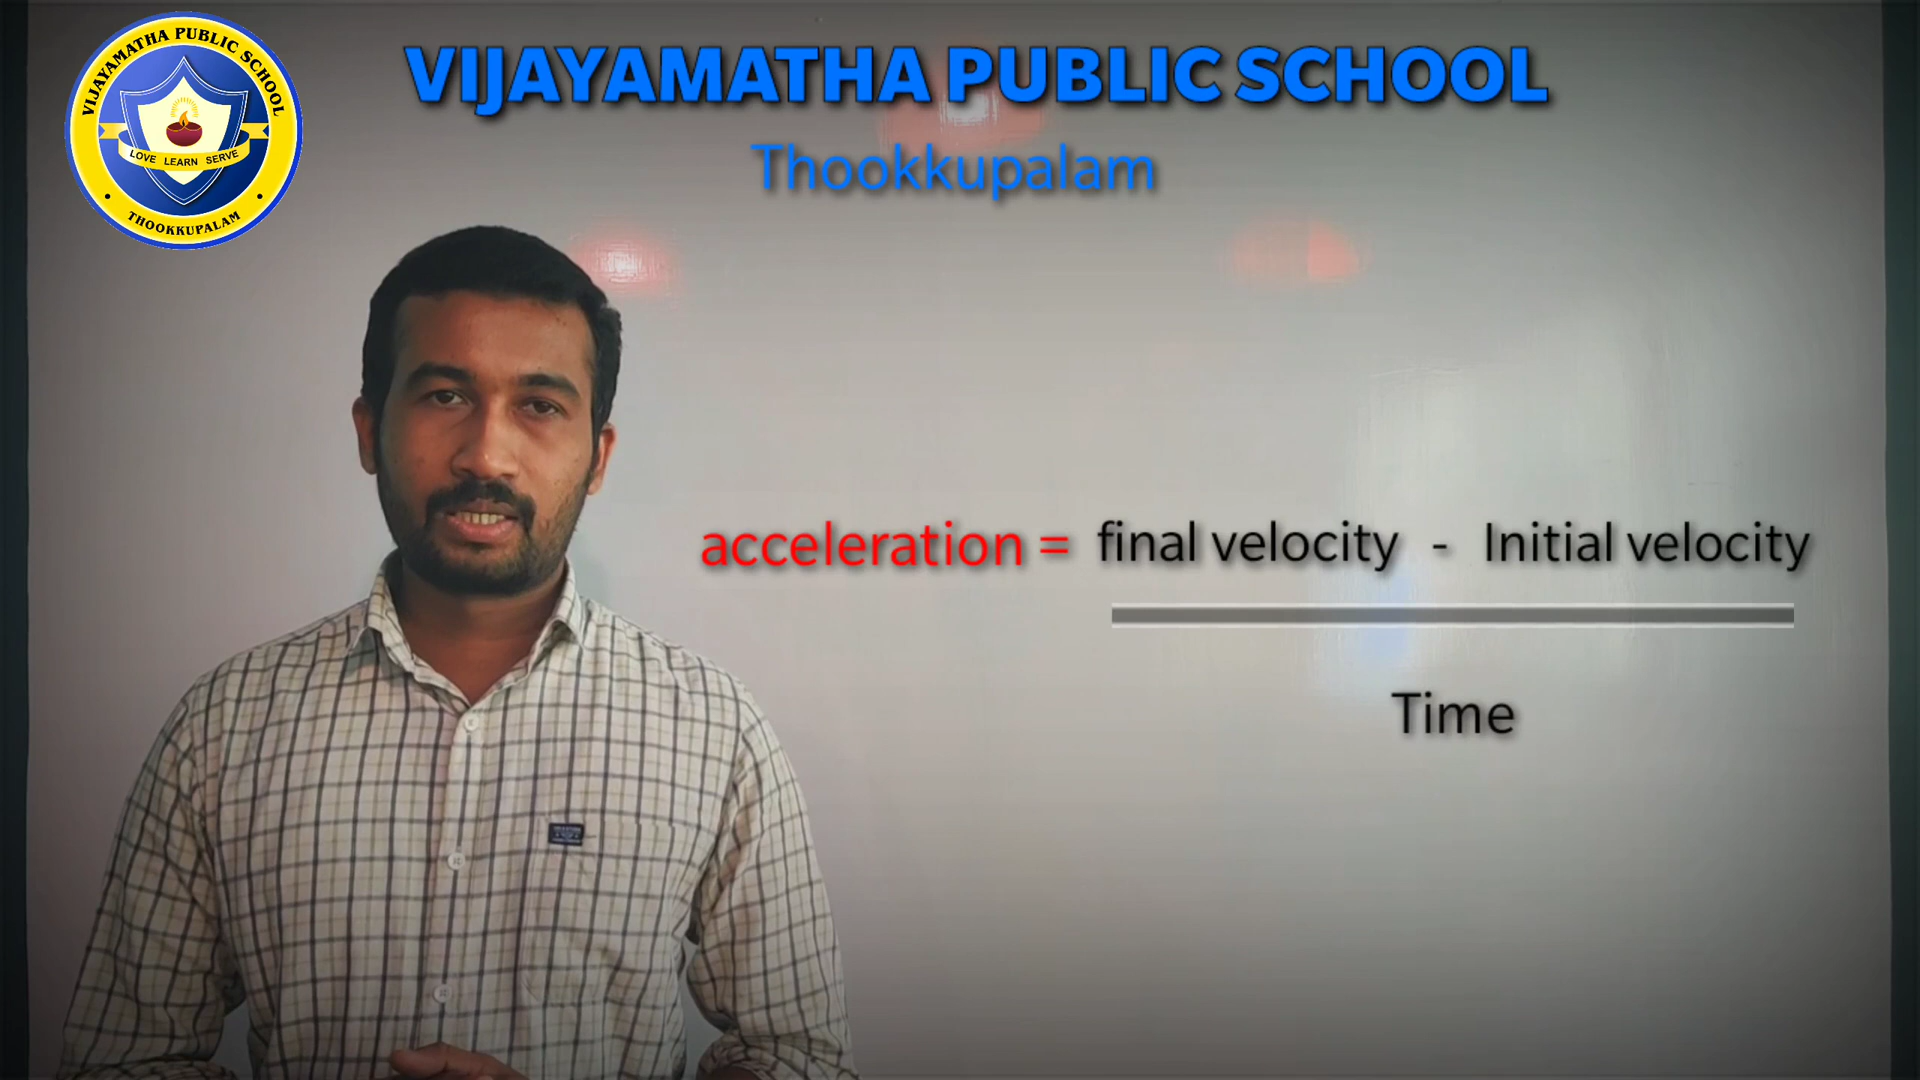 VIJAYAMATHA PUBLIC SCHOOL
LOVE LEARN SERVE
THOOKKUPALAM
VIJAYAMATHA PUBLIC SCHOOL
Thookkupalam
acceleration = final velocity - Initial velocity
Time